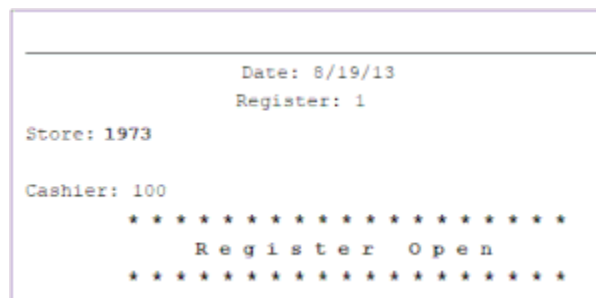 Date: 8/19/13
Register: 1
Store: 1973
Cashier: 100
* * * * * * * * * * * * * * * * * * *
R e g i s t e r   O p e n
* * * * * * * * * * * * * * * * * * *